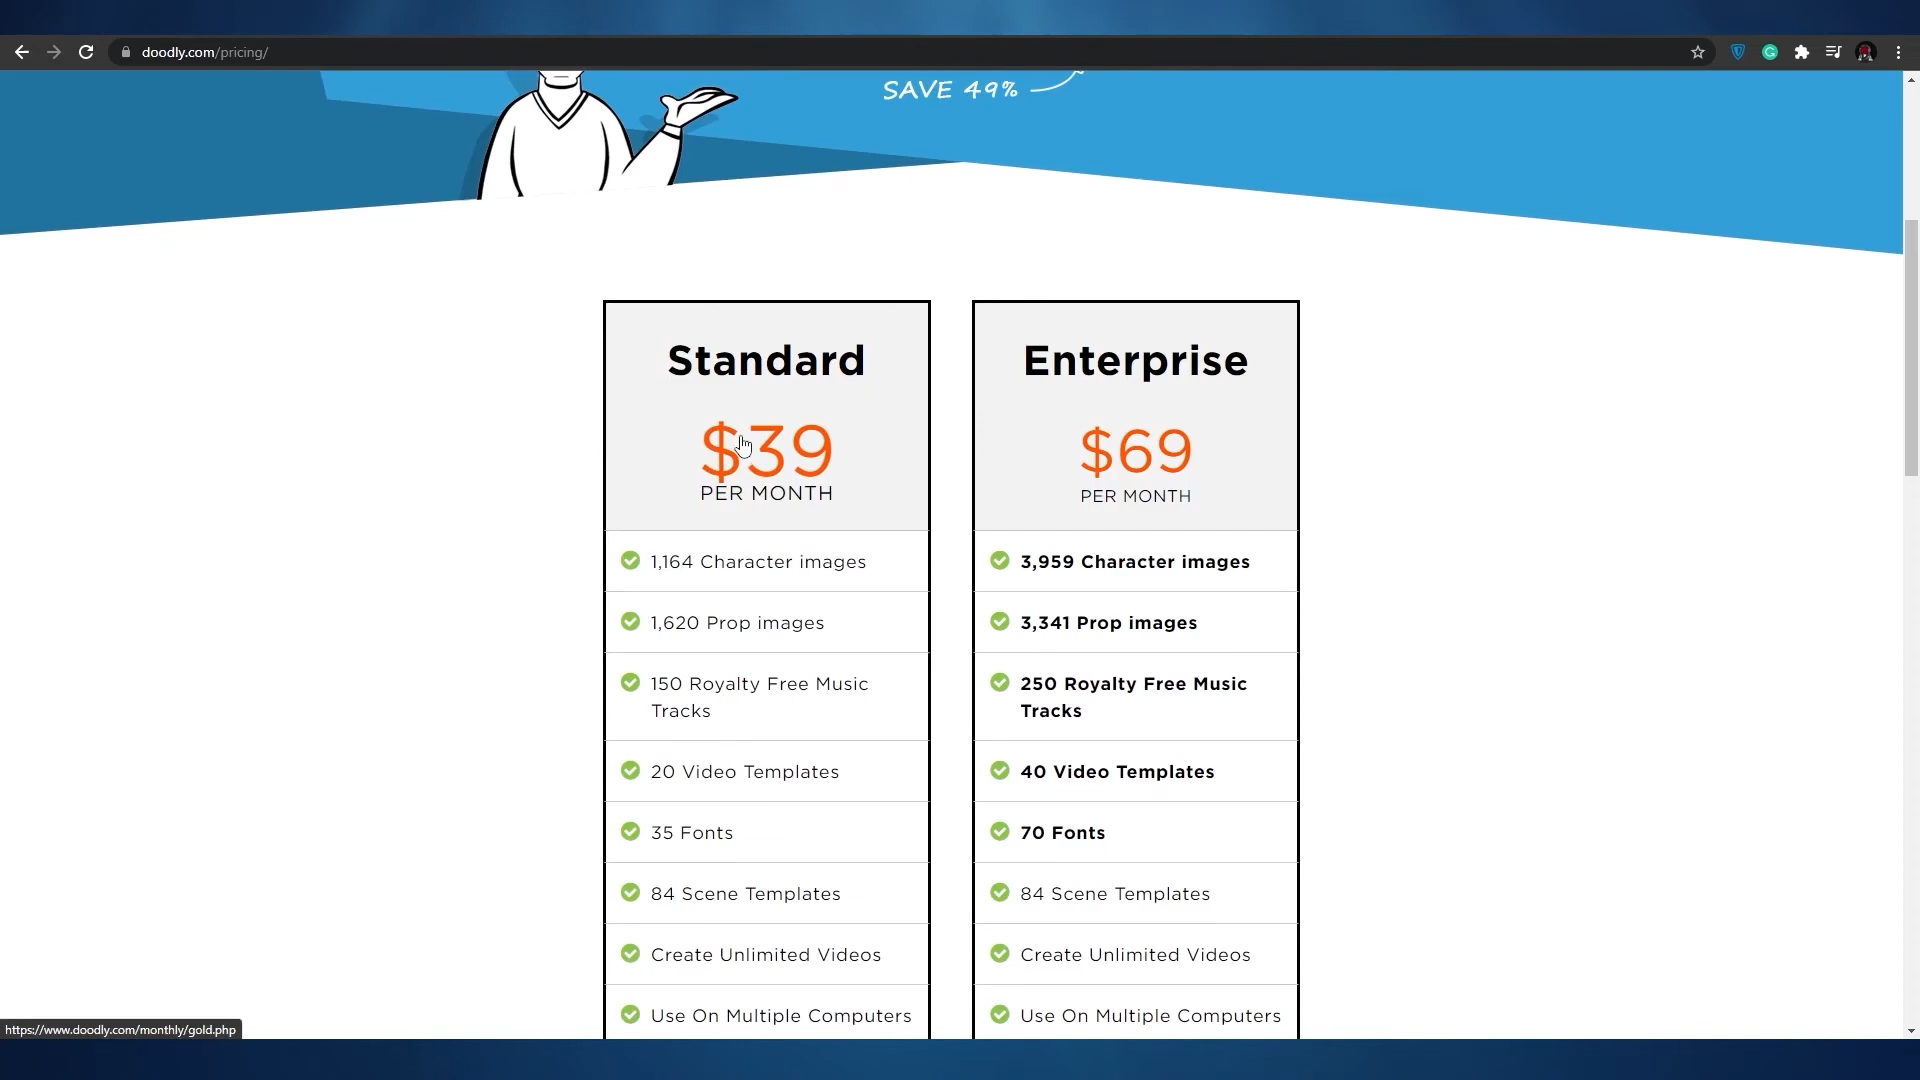 doodly.com/pricing/
SAVE 49%
Standard
$39
PER MONTH
1,164 Character images
1,620 Prop images
150 Royalty Free Music
Tracks
20 Video Templates
35 Fonts
84 Scene Templates
Create Unlimited Videos
Use On Multiple Computers
Enterprise
$69
PER MONTH
3,959 Character images
3,341 Prop images
250 Royalty Free Music
Tracks
40 Video Templates
70 Fonts
84 Scene Templates
Create Unlimited Videos
Use On Multiple Computers
https://www.doodly.com/monthly/gold.php